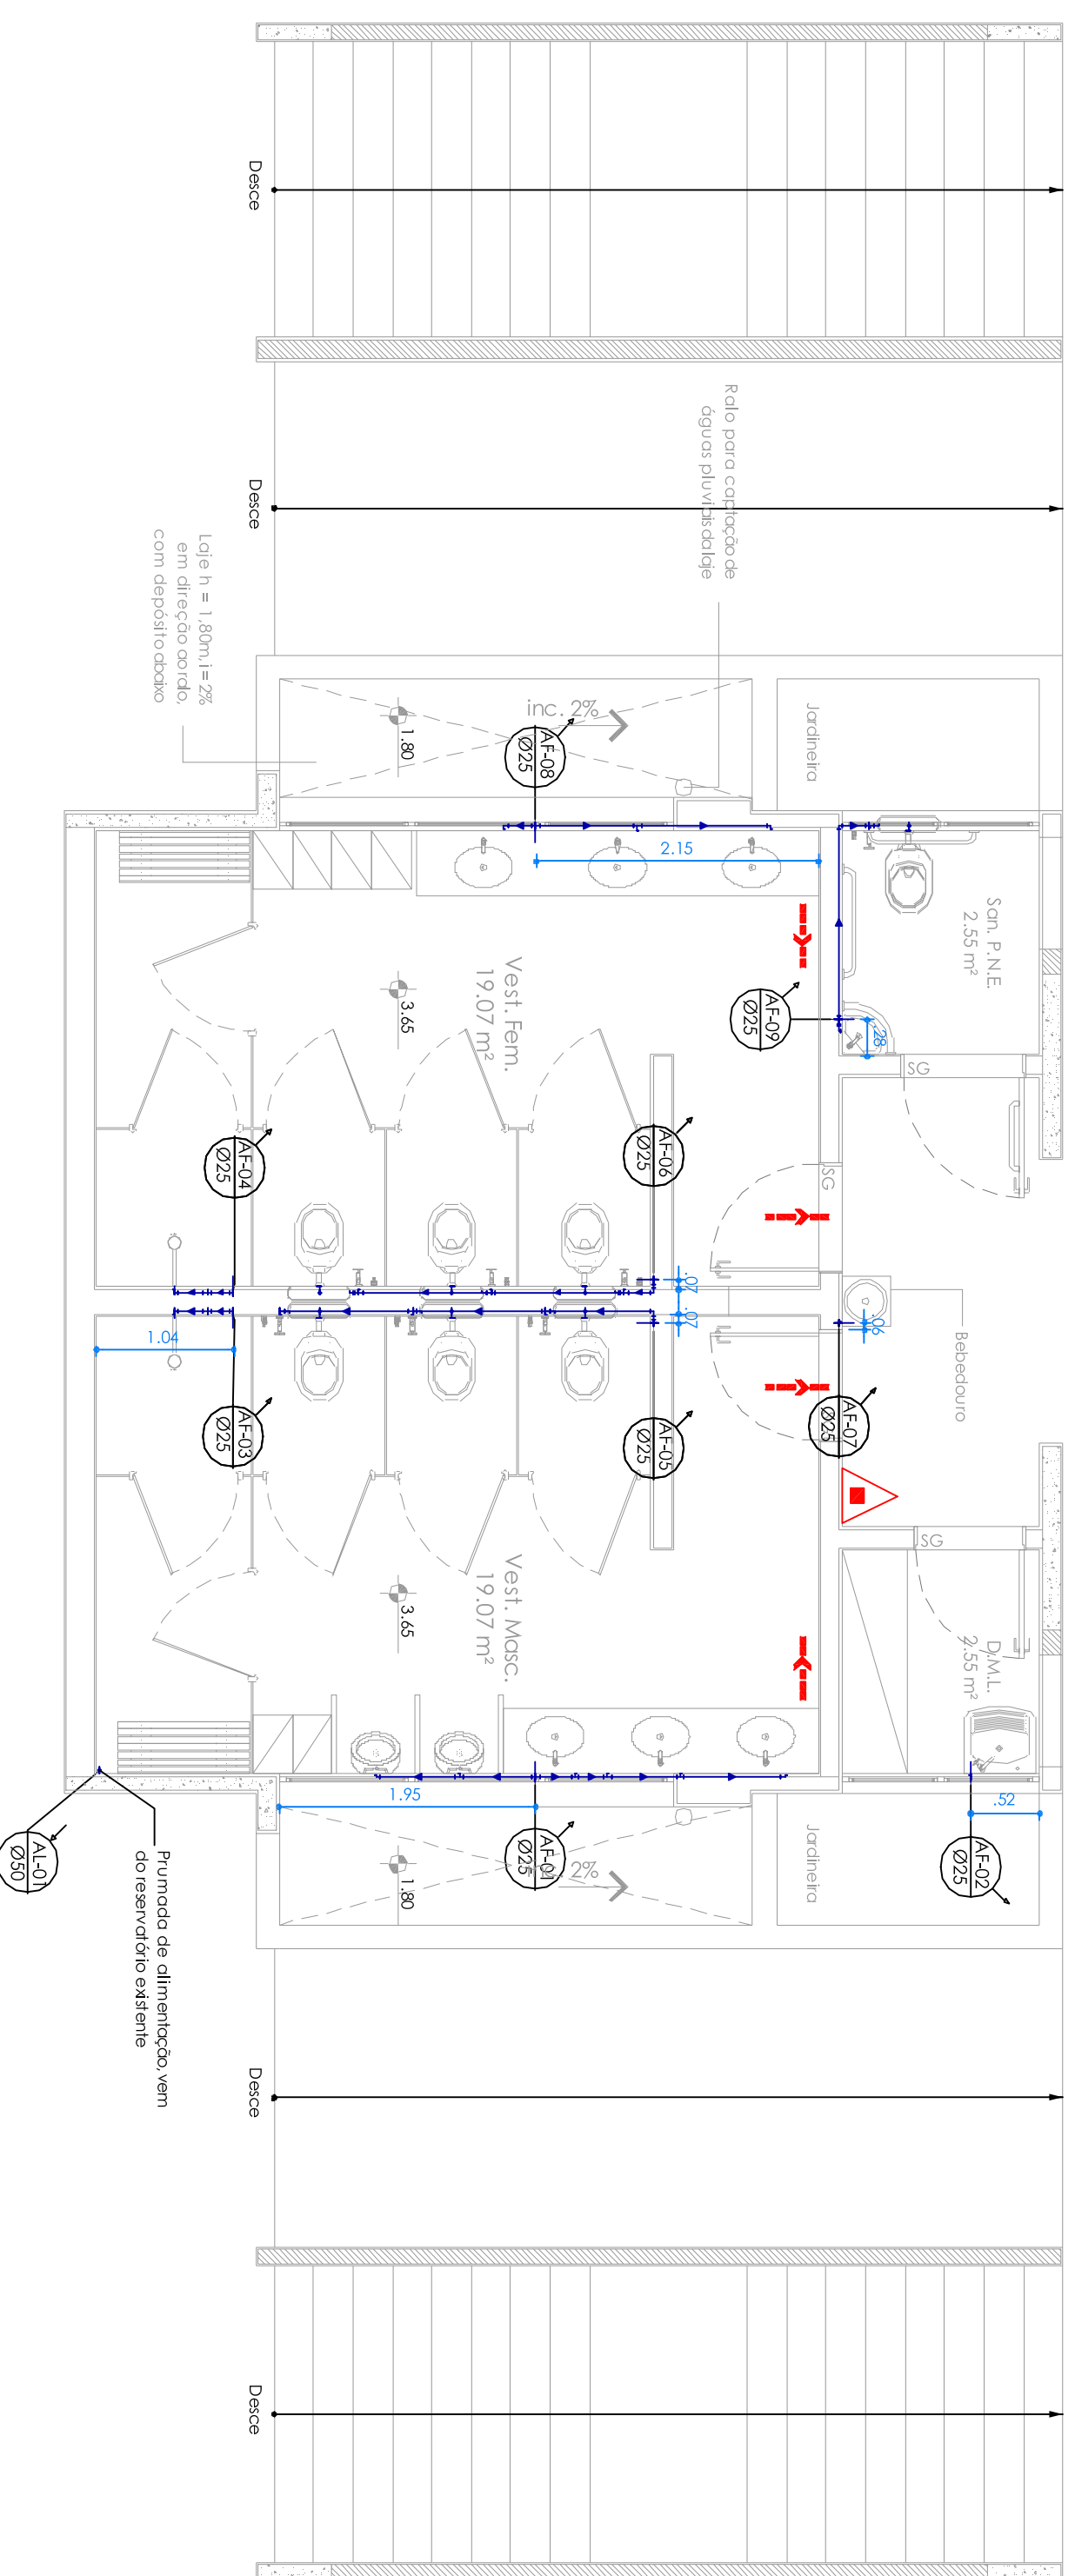 Desce
Desce
Ralo para captação de
águas pluviais da laje
Laje h = 1,80m, i= 2%
em direção ao ralo,
com depósito abaixo
inc. 2%
1.80
AF-08
Ø25
Jardineira
2.15
San. P.N.E.
2.55 m²
Vest. Fem.
19.07 m²
3.65
AF-09
Ø25
.28
SG
SG
AF-04
Ø25
AF-06
Ø25
.07
.07
.06
Bebedouro
1.04
AF-03
Ø25
AF-05
Ø25
AF-07
Ø25
SG
Vest. Masc.
19.07 m²
3.65
D.M.L.
2.55 m²
1.95
.52
AF-01
Ø25
2%
1.80
Jardineira
AF-02
Ø25
AL-01
Ø50
Prumada de alimentação, vem
do reservatório existente
Desce
Desce